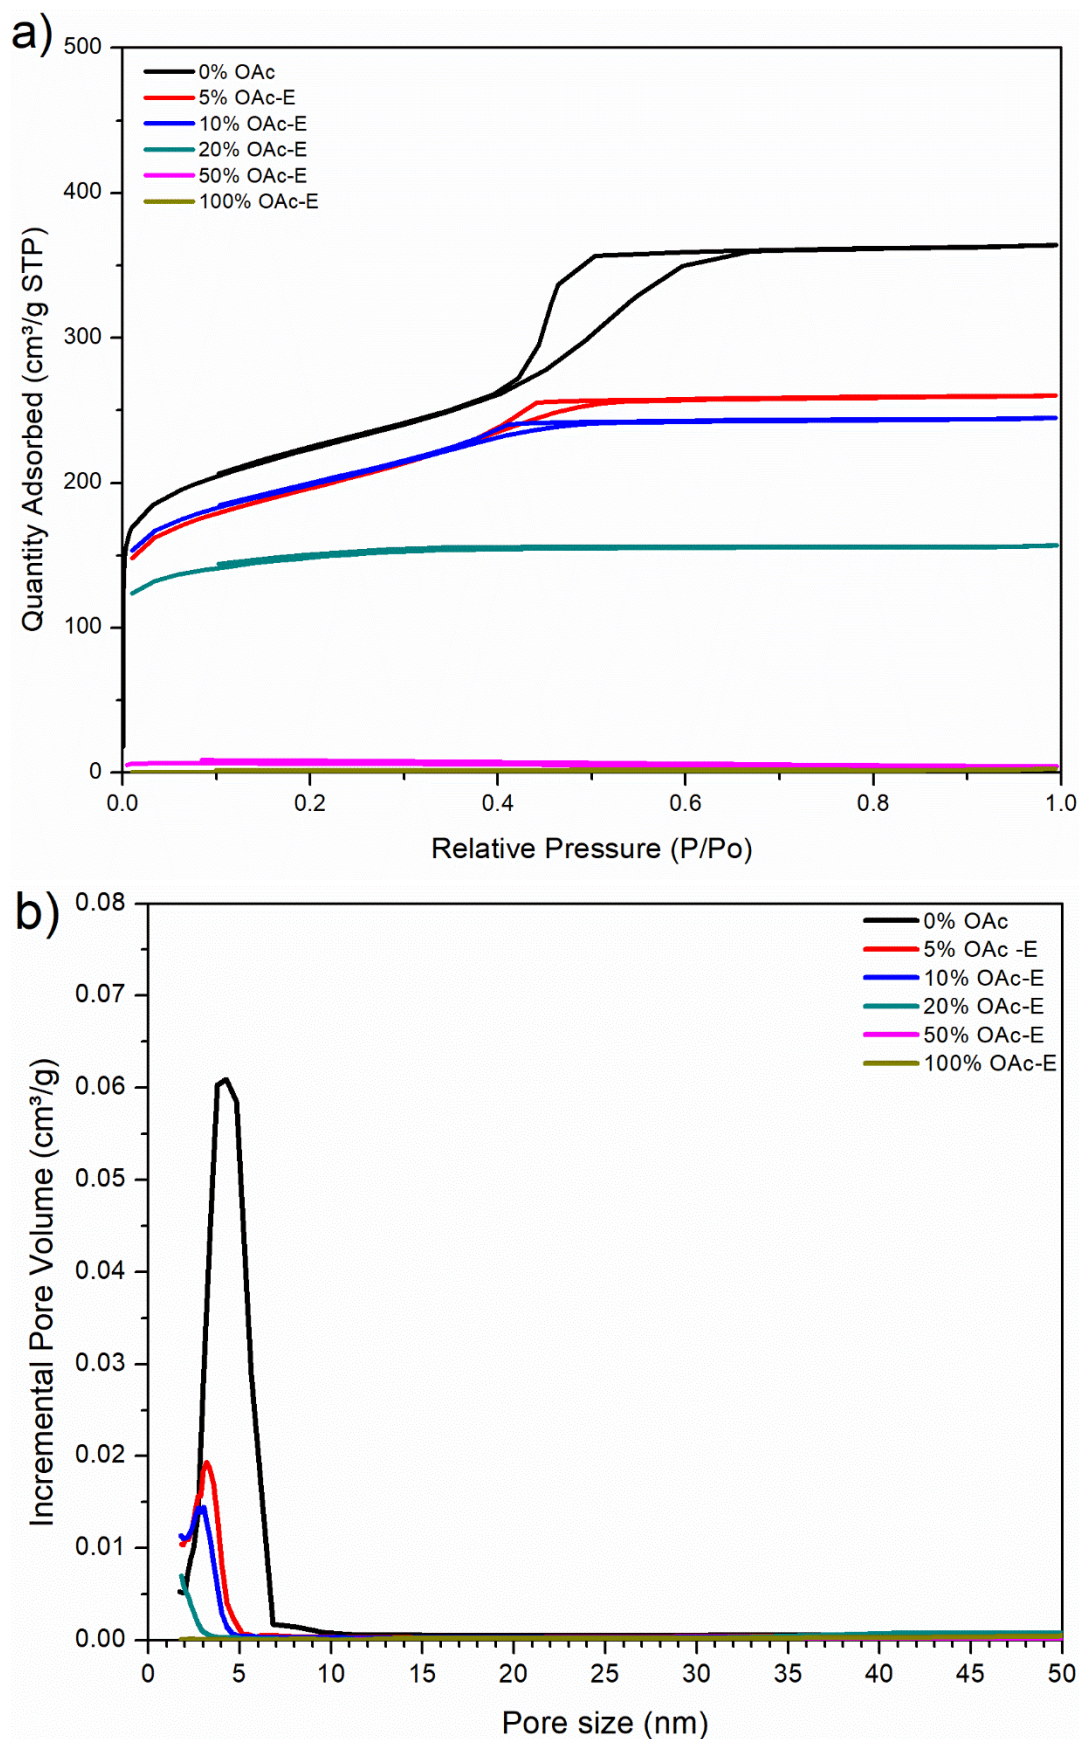 a)
500
400
300
200
100
0
Quantity Adsorbed (cm³/g STP)
0% OAc
5% OAc-E
10% OAc-E
20% OAc-E
50% OAc-E
100% OAc-E
0.0 0.2 0.4 0.6 0.8 1.0
Relative Pressure (P/Po)
b)
0.08
0.07
0.06
0.05
0.04
0.03
0.02
0.01
0.00
Incremental Pore Volume (cm³/g)
0% OAc
5% OAc -E
10% OAc-E
20% OAc-E
50% OAc-E
100% OAc-E
0 5 10 15 20 25 30 35 40 45 50
Pore size (nm)